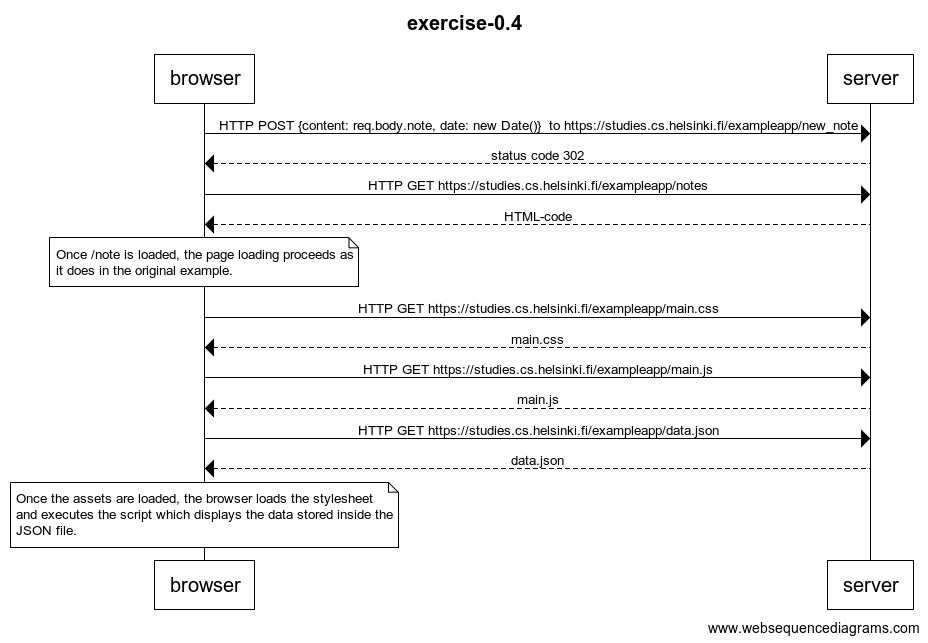 exercise-0.4
browser
server
HTTP POST {content: req.body.note, date: new Date()}  to https://studies.cs.helsinki.fi/exampleapp/new_note
status code 302
HTTP GET https://studies.cs.helsinki.fi/exampleapp/notes
HTML-code
Once /note is loaded, the page loading proceeds as
it does in the original example.
HTTP GET https://studies.cs.helsinki.fi/exampleapp/main.css
main.css
HTTP GET https://studies.cs.helsinki.fi/exampleapp/main.js
main.js
HTTP GET https://studies.cs.helsinki.fi/exampleapp/data.json
data.json
Once the assets are loaded, the browser loads the stylesheet
and executes the script which displays the data stored inside the
JSON file.
browser
server
www.websequencediagrams.com